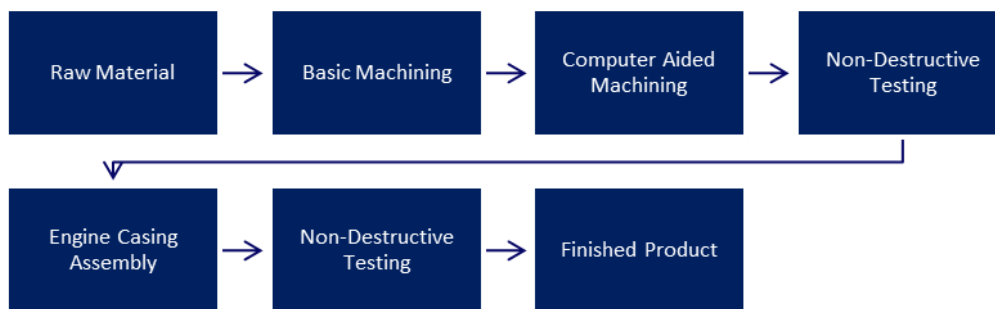 Raw Material
Basic Machining
Computer Aided
Machining
Non-Destructive
Testing
Engine Casing
Assembly
Non-Destructive
Testing
Finished Product